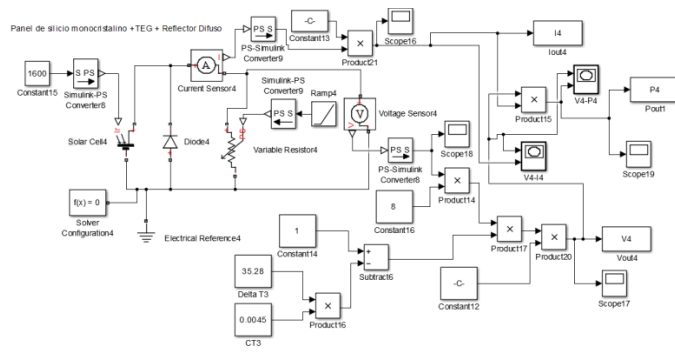 Panel de silicio monocristalino +TEG + Reflector Difuso
1600
Constant15
S PS
Simulink-PS
Converter8
Solar Cell4
f(x) = 0
Solver
Configuration4
Electrical Reference4
Diode4
A
I
Current Sensor4
PS S
PS-Simulink
Converter9
-C-
Constant13
×
Product21
Scope16
Simulink-PS
Converter9
PS S
Ramp4
PS
Variable Resistor4
V
V
Voltage Sensor4
PS S
PS-Simulink
Converter8
Scope18
8
Constant16
×
Product14
1
Constant14
35.28
Delta T3
0.0045
CT3
×
Product16
+
−
Subtract6
×
Product17
-C-
Constant12
×
Product20
I4
Iout4
V4-P4
×
Product15
V4-I4
P4
Pout1
Scope19
V4
Vout4
Scope17